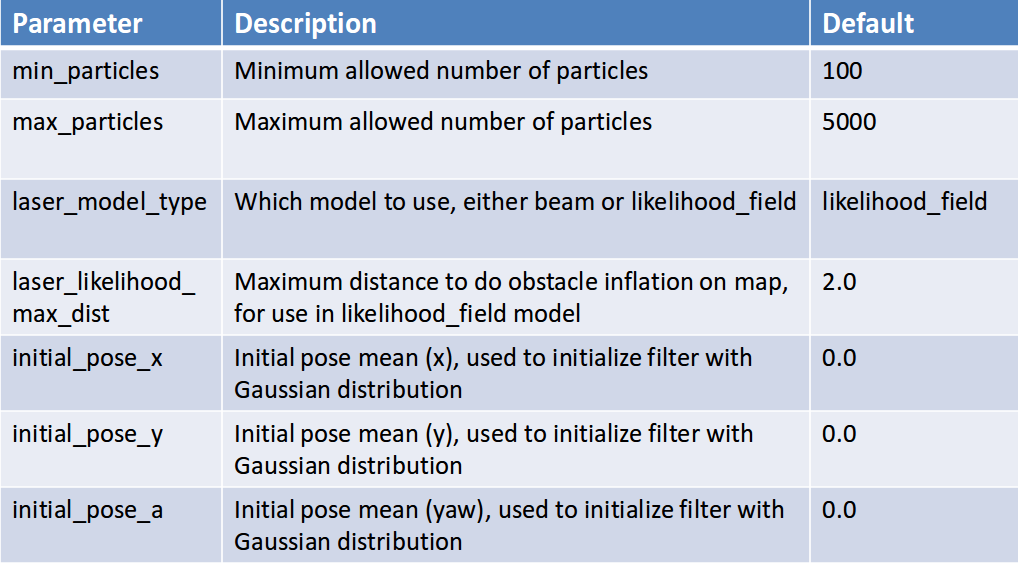 Parameter Description Default
min_particles Minimum allowed number of particles 100
max_particles Maximum allowed number of particles 5000
laser_model_type Which model to use, either beam or likelihood_field likelihood_field
laser_likelihood_ Maximum distance to do obstacle inflation on map, 2.0
max_dist for use in likelihood_field model
initial_pose_x Initial pose mean (x), used to initialize filter with 0.0
Gaussian distribution
initial_pose_y Initial pose mean (y), used to initialize filter with 0.0
Gaussian distribution
initial_pose_a Initial pose mean (yaw), used to initialize filter with 0.0
Gaussian distribution